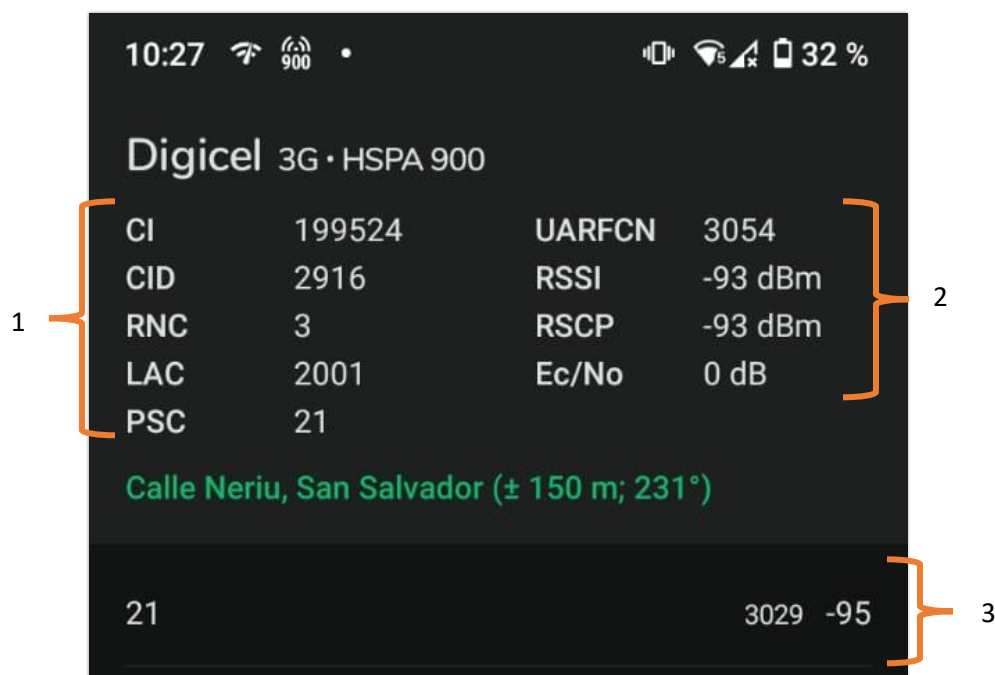 10:27 900 • 5 32 %
Digicel 3G • HSPA 900
CI 199524 UARFCN 3054
CID 2916 RSSI -93 dBm
RNC 3 RSCP -93 dBm
LAC 2001 Ec/No 0 dB
PSC 21
1
2
Calle Neriu, San Salvador (± 150 m; 231°)
21 3029 -95
3